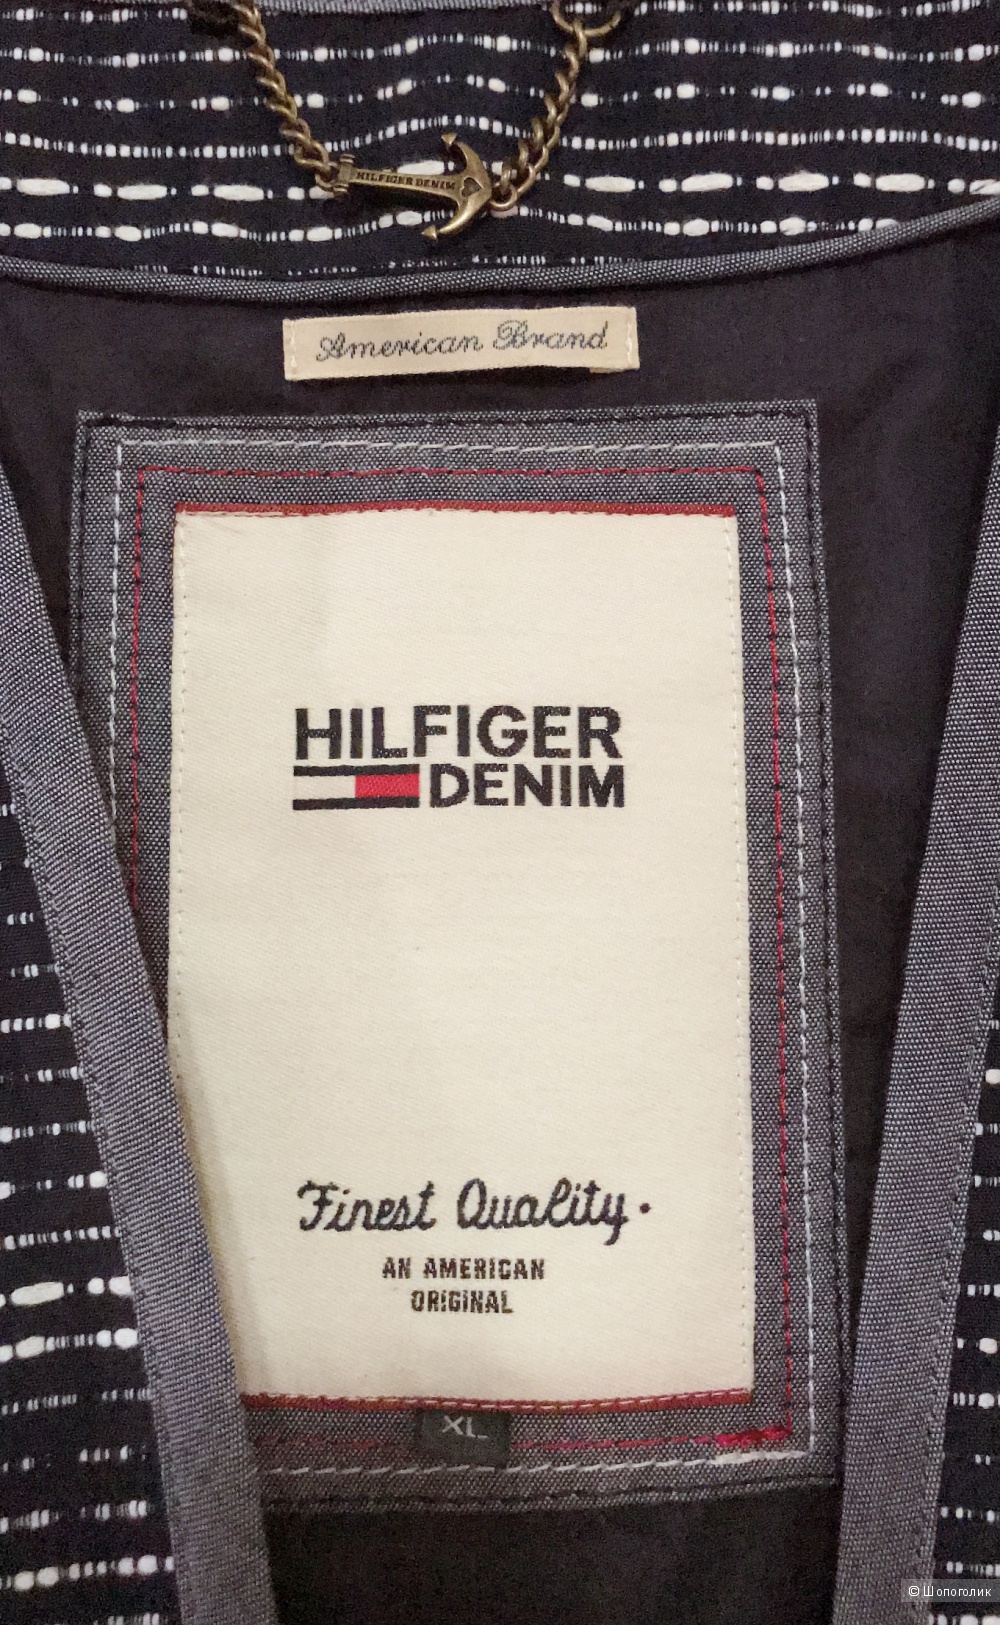 HILFIGER DENIM
American Brand
HILFIGER
DENIM
Finest Quality.
AN AMERICAN
ORIGINAL
XL
© Шопоголик